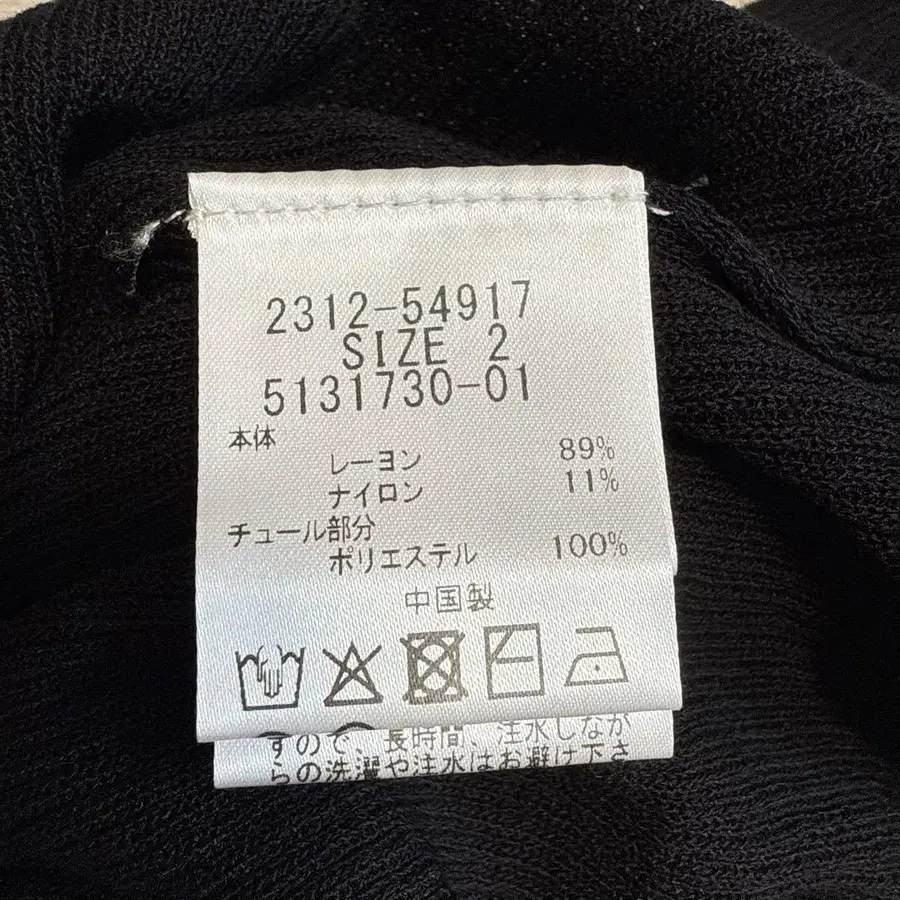 2312-54917
SIZE 2
5131730-01
本体
レーヨン 89%
ナイロン 11%
チュール部分
ポリエステル 100%
中国製
すので、長時間、注水しなが
らの洗濯や注水はお避け下さ